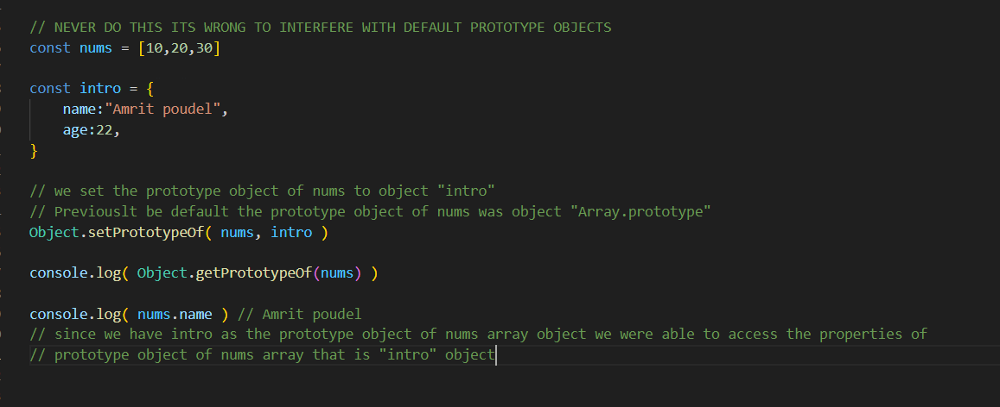 // NEVER DO THIS ITS WRONG TO INTERFERE WITH DEFAULT PROTOTYPE OBJECTS
const nums = [10,20,30]
const intro = {
name:"Amrit poudel",
age:22,
}
// we set the prototype object of nums to object "intro"
// Previouslt be default the prototype object of nums was object "Array.prototype"
Object.setPrototypeOf( nums, intro )
console.log( Object.getPrototypeOf(nums) )
console.log( nums.name ) // Amrit poudel
// since we have intro as the prototype object of nums array object we were able to access the properties of
// prototype object of nums array that is "intro" object